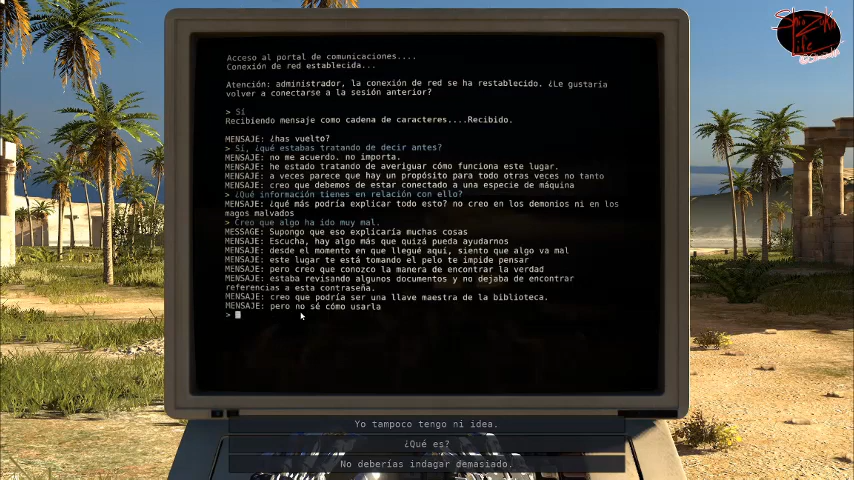 Acceso al portal de comunicaciones....
Conexión de red establecida...
Atención: administrador, la conexión de red se ha restablecido. ¿Le gustaría
volver a conectarse a la sesión anterior?
> Sí
Recibiendo mensaje como cadena de caracteres....Recibido.
MENSAJE: ¿has vuelto?
> Sí, ¿qué estabas tratando de decir antes?
MENSAJE: no me acuerdo. no importa.
MENSAJE: he estado tratando de averiguar cómo funciona este lugar.
MENSAJE: a veces parece que hay un propósito para todo otras veces no tanto
MENSAJE: creo que debemos de estar conectado a una especie de máquina
> ¿Qué información tienes en relación con ello?
MENSAJE: ¿qué más podría explicar todo esto? no creo en los demonios ni en los
magos malvados
> Creo que algo ha ido muy mal.
MESSAGE: Supongo que eso explicaría muchas cosas
MENSAJE: Escucha, hay algo más que quizá pueda ayudarnos
MENSAJE: desde el momento en que llegué aquí, siento que algo va mal
MENSAJE: este lugar te está tomando el pelo te impide pensar
MENSAJE: pero creo que conozco la manera de encontrar la verdad
MENSAJE: estaba revisando algunos documentos y no dejaba de encontrar
referencias a esta contraseña.
MENSAJE: creo que podría ser una llave maestra de la biblioteca.
MENSAJE: pero no sé cómo usarla
>
Yo tampoco tengo ni idea.
¿Qué es?
No deberías indagar demasiado.